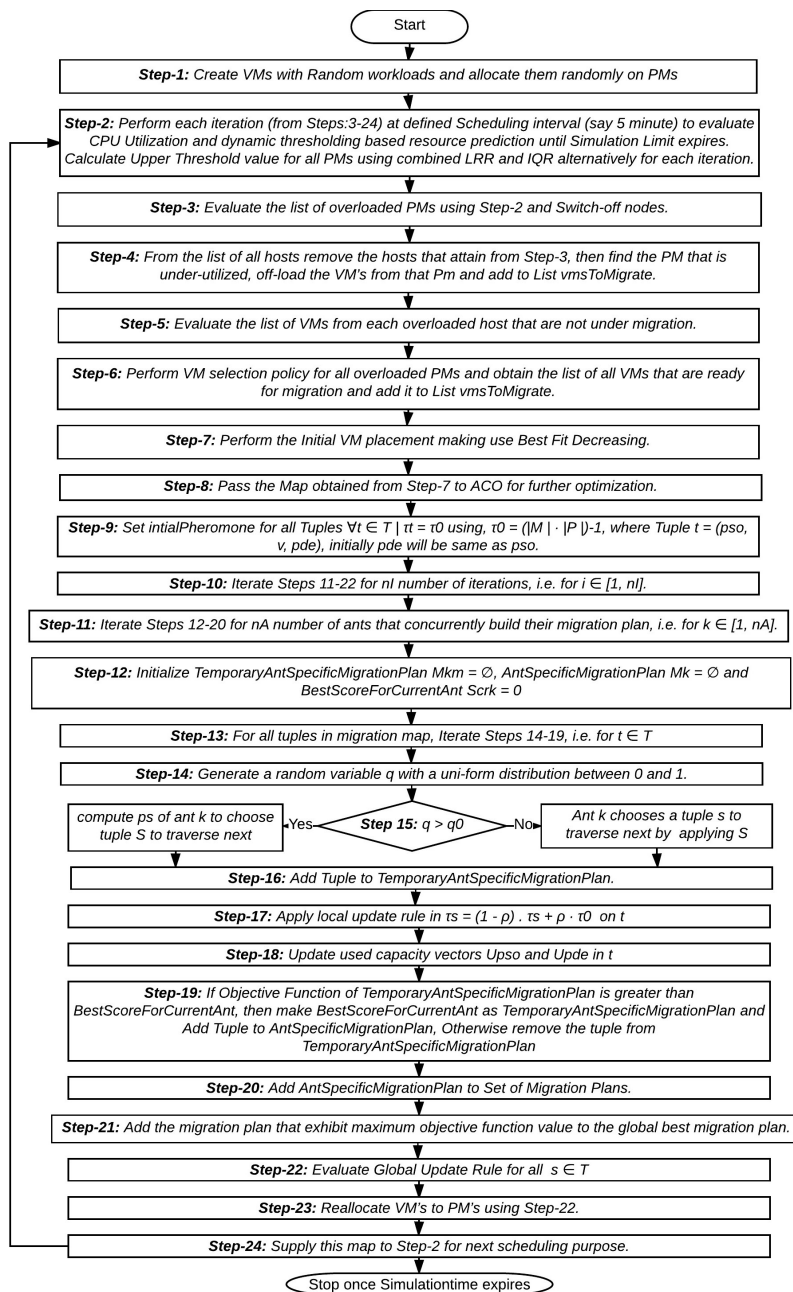 Start
Step-1: Create VMs with Random workloads and allocate them randomly on PMs
Step-2: Perform each iteration (from Steps:3-24) at defined Scheduling interval (say 5 minute) to evaluate
CPU Utilization and dynamic thresholding based resource prediction until Simulation Limit expires.
Calculate Upper Threshold value for all PMs using combined LRR and IQR alternatively for each iteration.
Step-3: Evaluate the list of overloaded PMs using Step-2 and Switch-off nodes.
Step-4: From the list of all hosts remove the hosts that attain from Step-3, then find the PM that is
under-utilized, off-load the VM's from that Pm and add to List vmsToMigrate.
Step-5: Evaluate the list of VMs from each overloaded host that are not under migration.
Step-6: Perform VM selection policy for all overloaded PMs and obtain the list of all VMs that are ready
for migration and add it to List vmsToMigrate.
Step-7: Perform the Initial VM placement making use Best Fit Decreasing.
Step-8: Pass the Map obtained from Step-7 to ACO for further optimization.
Step-9: Set intialPheromone for all Tuples ∀t ∈ T | τt = τ0 using, τ0 = (|M | · |P |)-1, where Tuple t = (pso,
v, pde), initially pde will be same as pso.
Step-10: Iterate Steps 11-22 for nI number of iterations, i.e. for i ∈ [1, nI].
Step-11: Iterate Steps 12-20 for nA number of ants that concurrently build their migration plan, i.e. for k ∈ [1, nA].
Step-12: Initialize TemporaryAntSpecificMigrationPlan Mkm = ∅, AntSpecificMigrationPlan Mk = ∅ and
BestScoreForCurrentAnt Scrk = 0
Step-13: For all tuples in migration map, Iterate Steps 14-19, i.e. for t ∈ T
Step-14: Generate a random variable q with a uni-form distribution between 0 and 1.
compute ps of ant k to choose
tuple S to traverse next
Yes
Step 15: q > q0
No
Ant k chooses a tuple s to
traverse next by applying S
Step-16: Add Tuple to TemporaryAntSpecificMigrationPlan.
Step-17: Apply local update rule in τs = (1 - ρ) . τs + ρ · τ0 on t
Step-18: Update used capacity vectors Upso and Upde in t
Step-19: If Objective Function of TemporaryAntSpecificMigrationPlan is greater than
BestScoreForCurrentAnt, then make BestScoreForCurrentAnt as TemporaryAntSpecificMigrationPlan and
Add Tuple to AntSpecificMigrationPlan, Otherwise remove the tuple from
TemporaryAntSpecificMigrationPlan
Step-20: Add AntSpecificMigrationPlan to Set of Migration Plans.
Step-21: Add the migration plan that exhibit maximum objective function value to the global best migration plan.
Step-22: Evaluate Global Update Rule for all s ∈ T
Step-23: Reallocate VM's to PM's using Step-22.
Step-24: Supply this map to Step-2 for next scheduling purpose.
Stop once Simulationtime expires